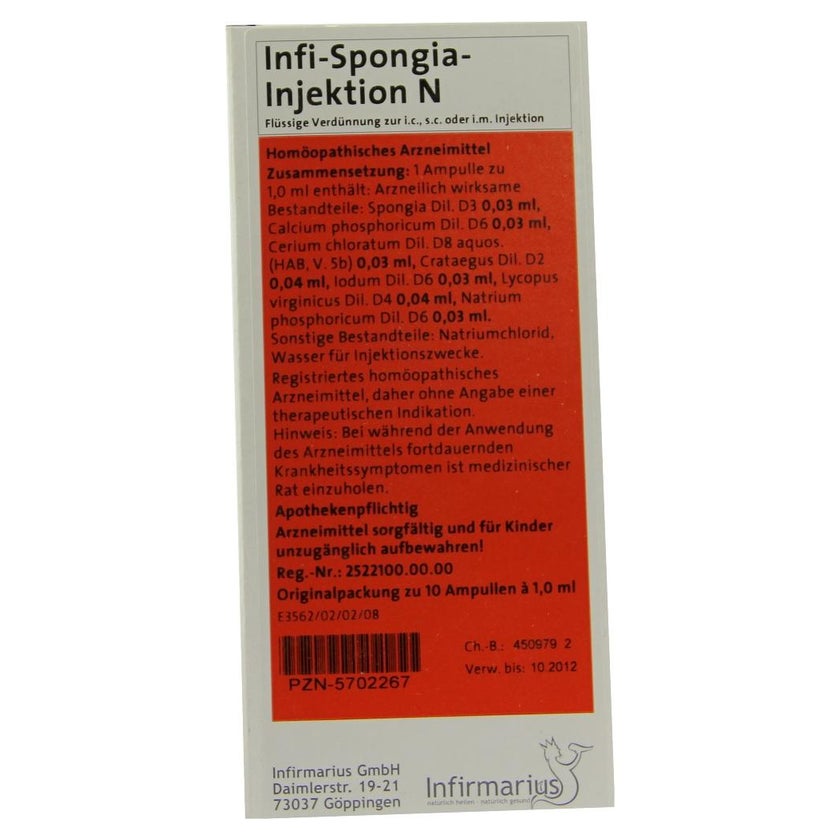 Infi-Spongia-
Injektion N
Flüssige Verdünnung zur i.c., s.c. oder i.m. Injektion
Homöopathisches Arzneimittel
Zusammensetzung: 1 Ampulle zu
1,0 ml enthält: Arzneilich wirksame
Bestandteile: Spongia Dil. D3 0,03 ml,
Calcium phosphoricum Dil. D6 0,03 ml,
Cerium chloratum Dil. D8 aquos.
(HAB, V. 5b) 0,03 ml, Crataegus Dil. D2
0,04 ml, Iodum Dil. D6 0,03 ml, Lycopus
virginicus Dil. D4 0,04 ml, Natrium
phosphoricum Dil. D6 0,03 ml.
Sonstige Bestandteile: Natriumchlorid,
Wasser für Injektionszwecke.
Registriertes homöopathisches
Arzneimittel, daher ohne Angabe einer
therapeutischen Indikation.
Hinweis: Bei während der Anwendung
des Arzneimittels fortdauernden
Krankheitssymptomen ist medizinischer
Rat einzuholen.
Apothekenpflichtig
Arzneimittel sorgfältig und für Kinder
unzugänglich aufbewahren!
Reg.-Nr.: 2522100.00.00
Originalpackung zu 10 Ampullen à 1,0 ml
E3562/02/02/08
Ch.-B.: 450979 2
Verw. bis: 10.2012
PZN-5702267
Infirmarius GmbH
Daimlerstr. 19-21
73037 Göppingen
Infirmarius
natürlich heilen - natürlich gesund